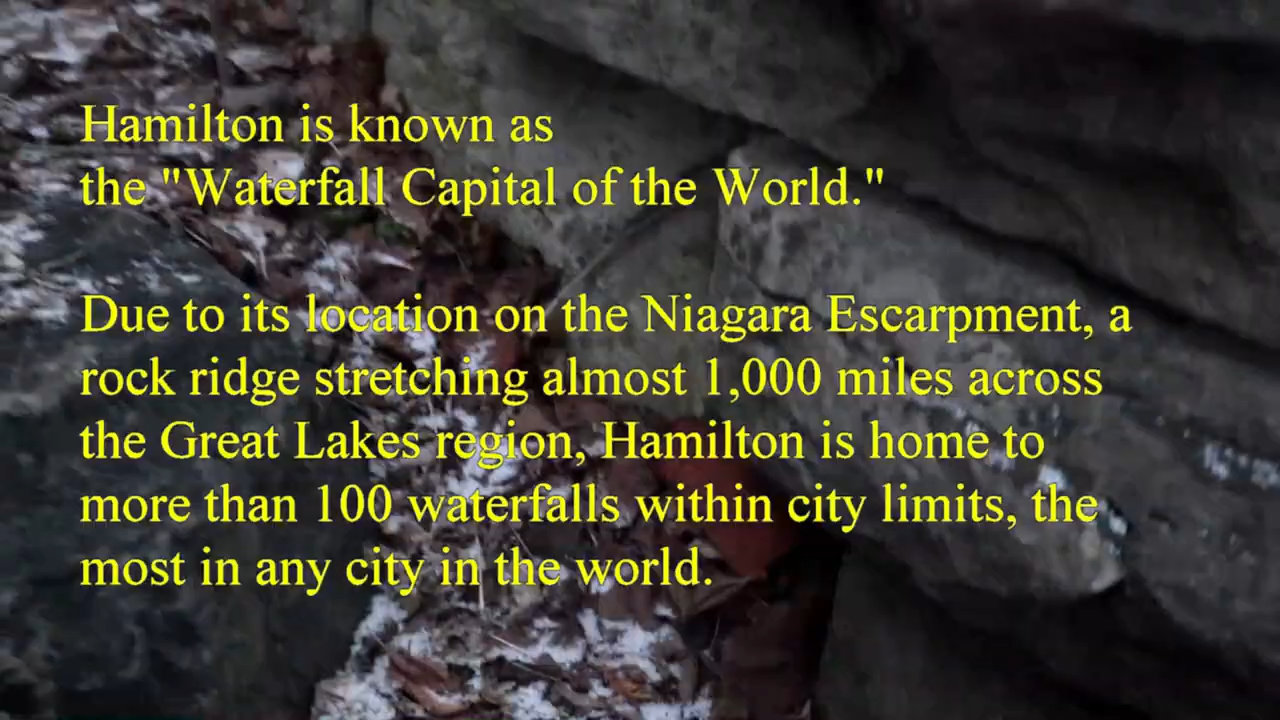 Hamilton is known as
the "Waterfall Capital of the World."
Due to its location on the Niagara Escarpment, a
rock ridge stretching almost 1,000 miles across
the Great Lakes region, Hamilton is home to
more than 100 waterfalls within city limits, the
most in any city in the world.